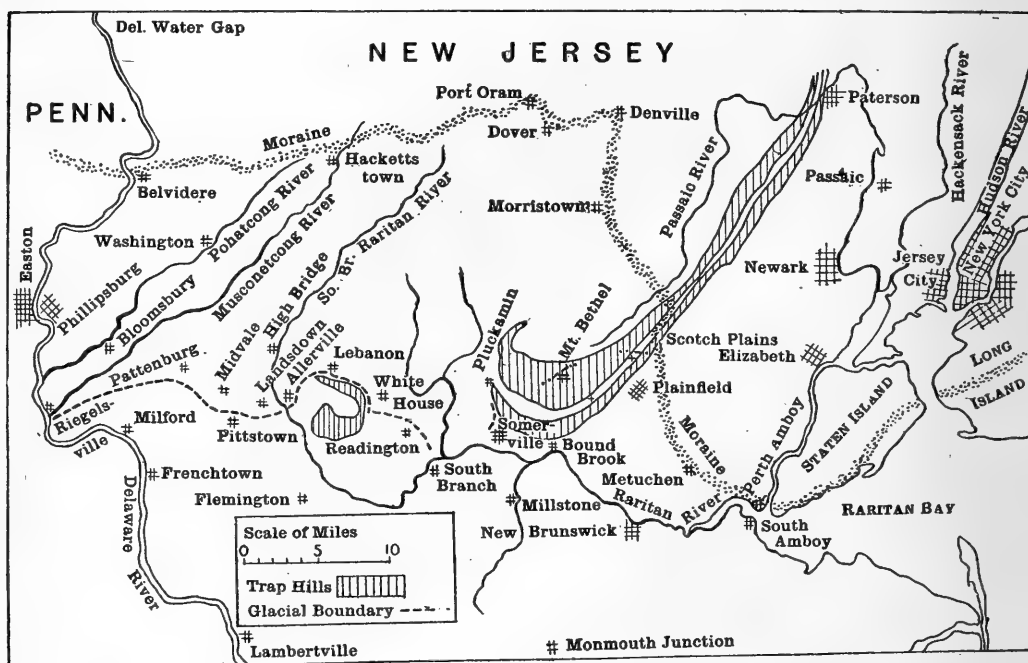 Del. Water Gap
NEW JERSEY
PENN.
Port Oram
Dover
Denville
Paterson
Hackensack River
Hudson River
New York City
Moraine
Belvidere
Hacketts
town
Passaic River
Passaic
Pohatcong River
Musconetcong River
So. Br. Raritan River
Morristown
Washington
Easton
Phillipsburg
Bloomsbury
High Bridge
Newark
Jersey
City
Pattenburg
Midvale
Landsdown
Allerville
Lebanon
Pluckamin
Mt. Bethel
Scotch Plains
Elizabeth
LONG
ISLAND
White
House
Plainfield
STATEN ISLAND
Riegels-
ville
Milford
Pittstown
Readington
Somer-
ville
Bound
Brook
Moraine
Perth Amboy
Metuchen
Frenchtown
Flemington
South
Branch
Millstone
Raritan
River
RARITAN BAY
New Brunswick
South
Amboy
Delaware
River
Scale of Miles
0 5 10
Trap Hills
Glacial Boundary
Lambertville
Monmouth Junction